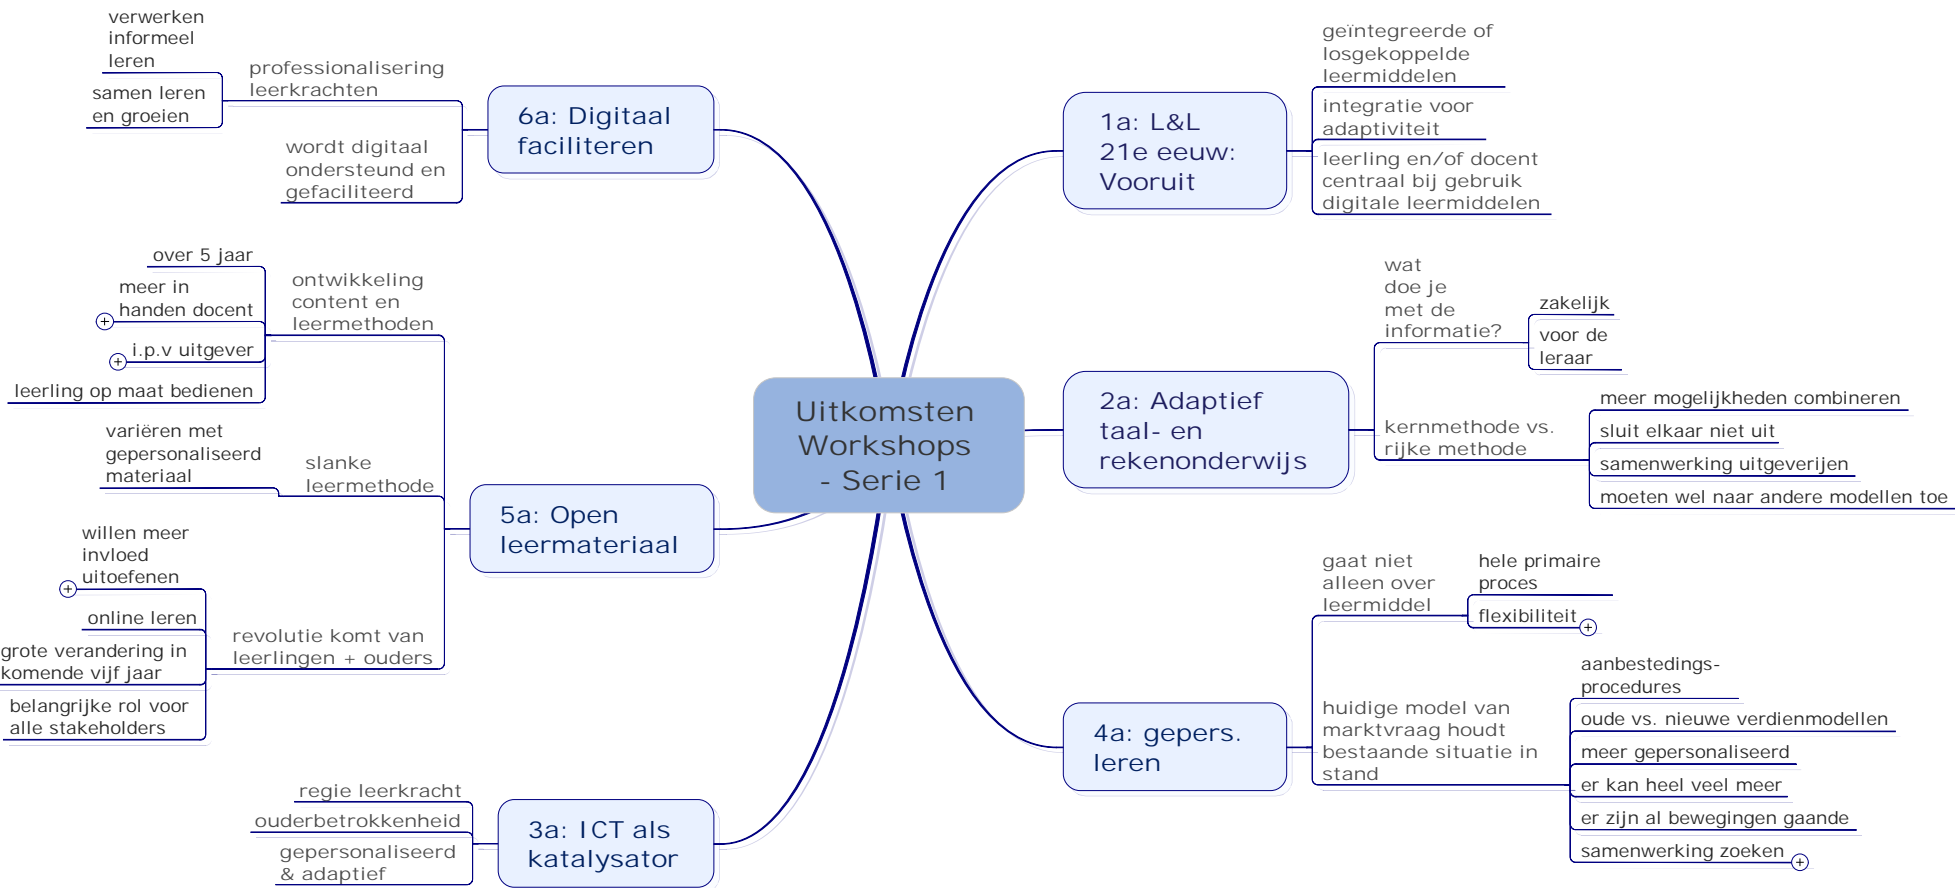 Uitkomsten
Workshops
- Serie 1
1a: L&L
21e eeuw:
Vooruit
geïntegreerde of
losgekoppelde
leermiddelen
integratie voor
adaptiviteit
leerling en/of docent
centraal bij gebruik
digitale leermiddelen
2a: Adaptief
taal- en
rekenonderwijs
wat
doe je
met de
informatie?
zakelijk
voor de
leraar
kernmethode vs.
rijke methode
meer mogelijkheden combineren
sluit elkaar niet uit
samenwerking uitgeverijen
moeten wel naar andere modellen toe
4a: gepers.
leren
gaat niet
alleen over
leermiddel
hele primaire
proces
flexibiliteit
huidige model van
marktvraag houdt
bestaande situatie in
stand
aanbestedings-
procedures
oude vs. nieuwe verdienmodellen
meer gepersonaliseerd
er kan heel veel meer
er zijn al bewegingen gaande
samenwerking zoeken
6a: Digitaal
faciliteren
professionalisering
leerkrachten
verwerken
informeel
leren
samen leren
en groeien
wordt digitaal
ondersteund en
gefaciliteerd
5a: Open
leermateriaal
ontwikkeling
content en
leermethoden
over 5 jaar
meer in
handen docent
i.p.v uitgever
leerling op maat bedienen
slanke
leermethode
variëren met
gepersonaliseerd
materiaal
revolutie komt van
leerlingen + ouders
willen meer
invloed
uitoefenen
online leren
grote verandering in
komende vijf jaar
belangrijke rol voor
alle stakeholders
3a: ICT als
katalysator
regie leerkracht
ouderbetrokkenheid
gepersonaliseerd
& adaptief